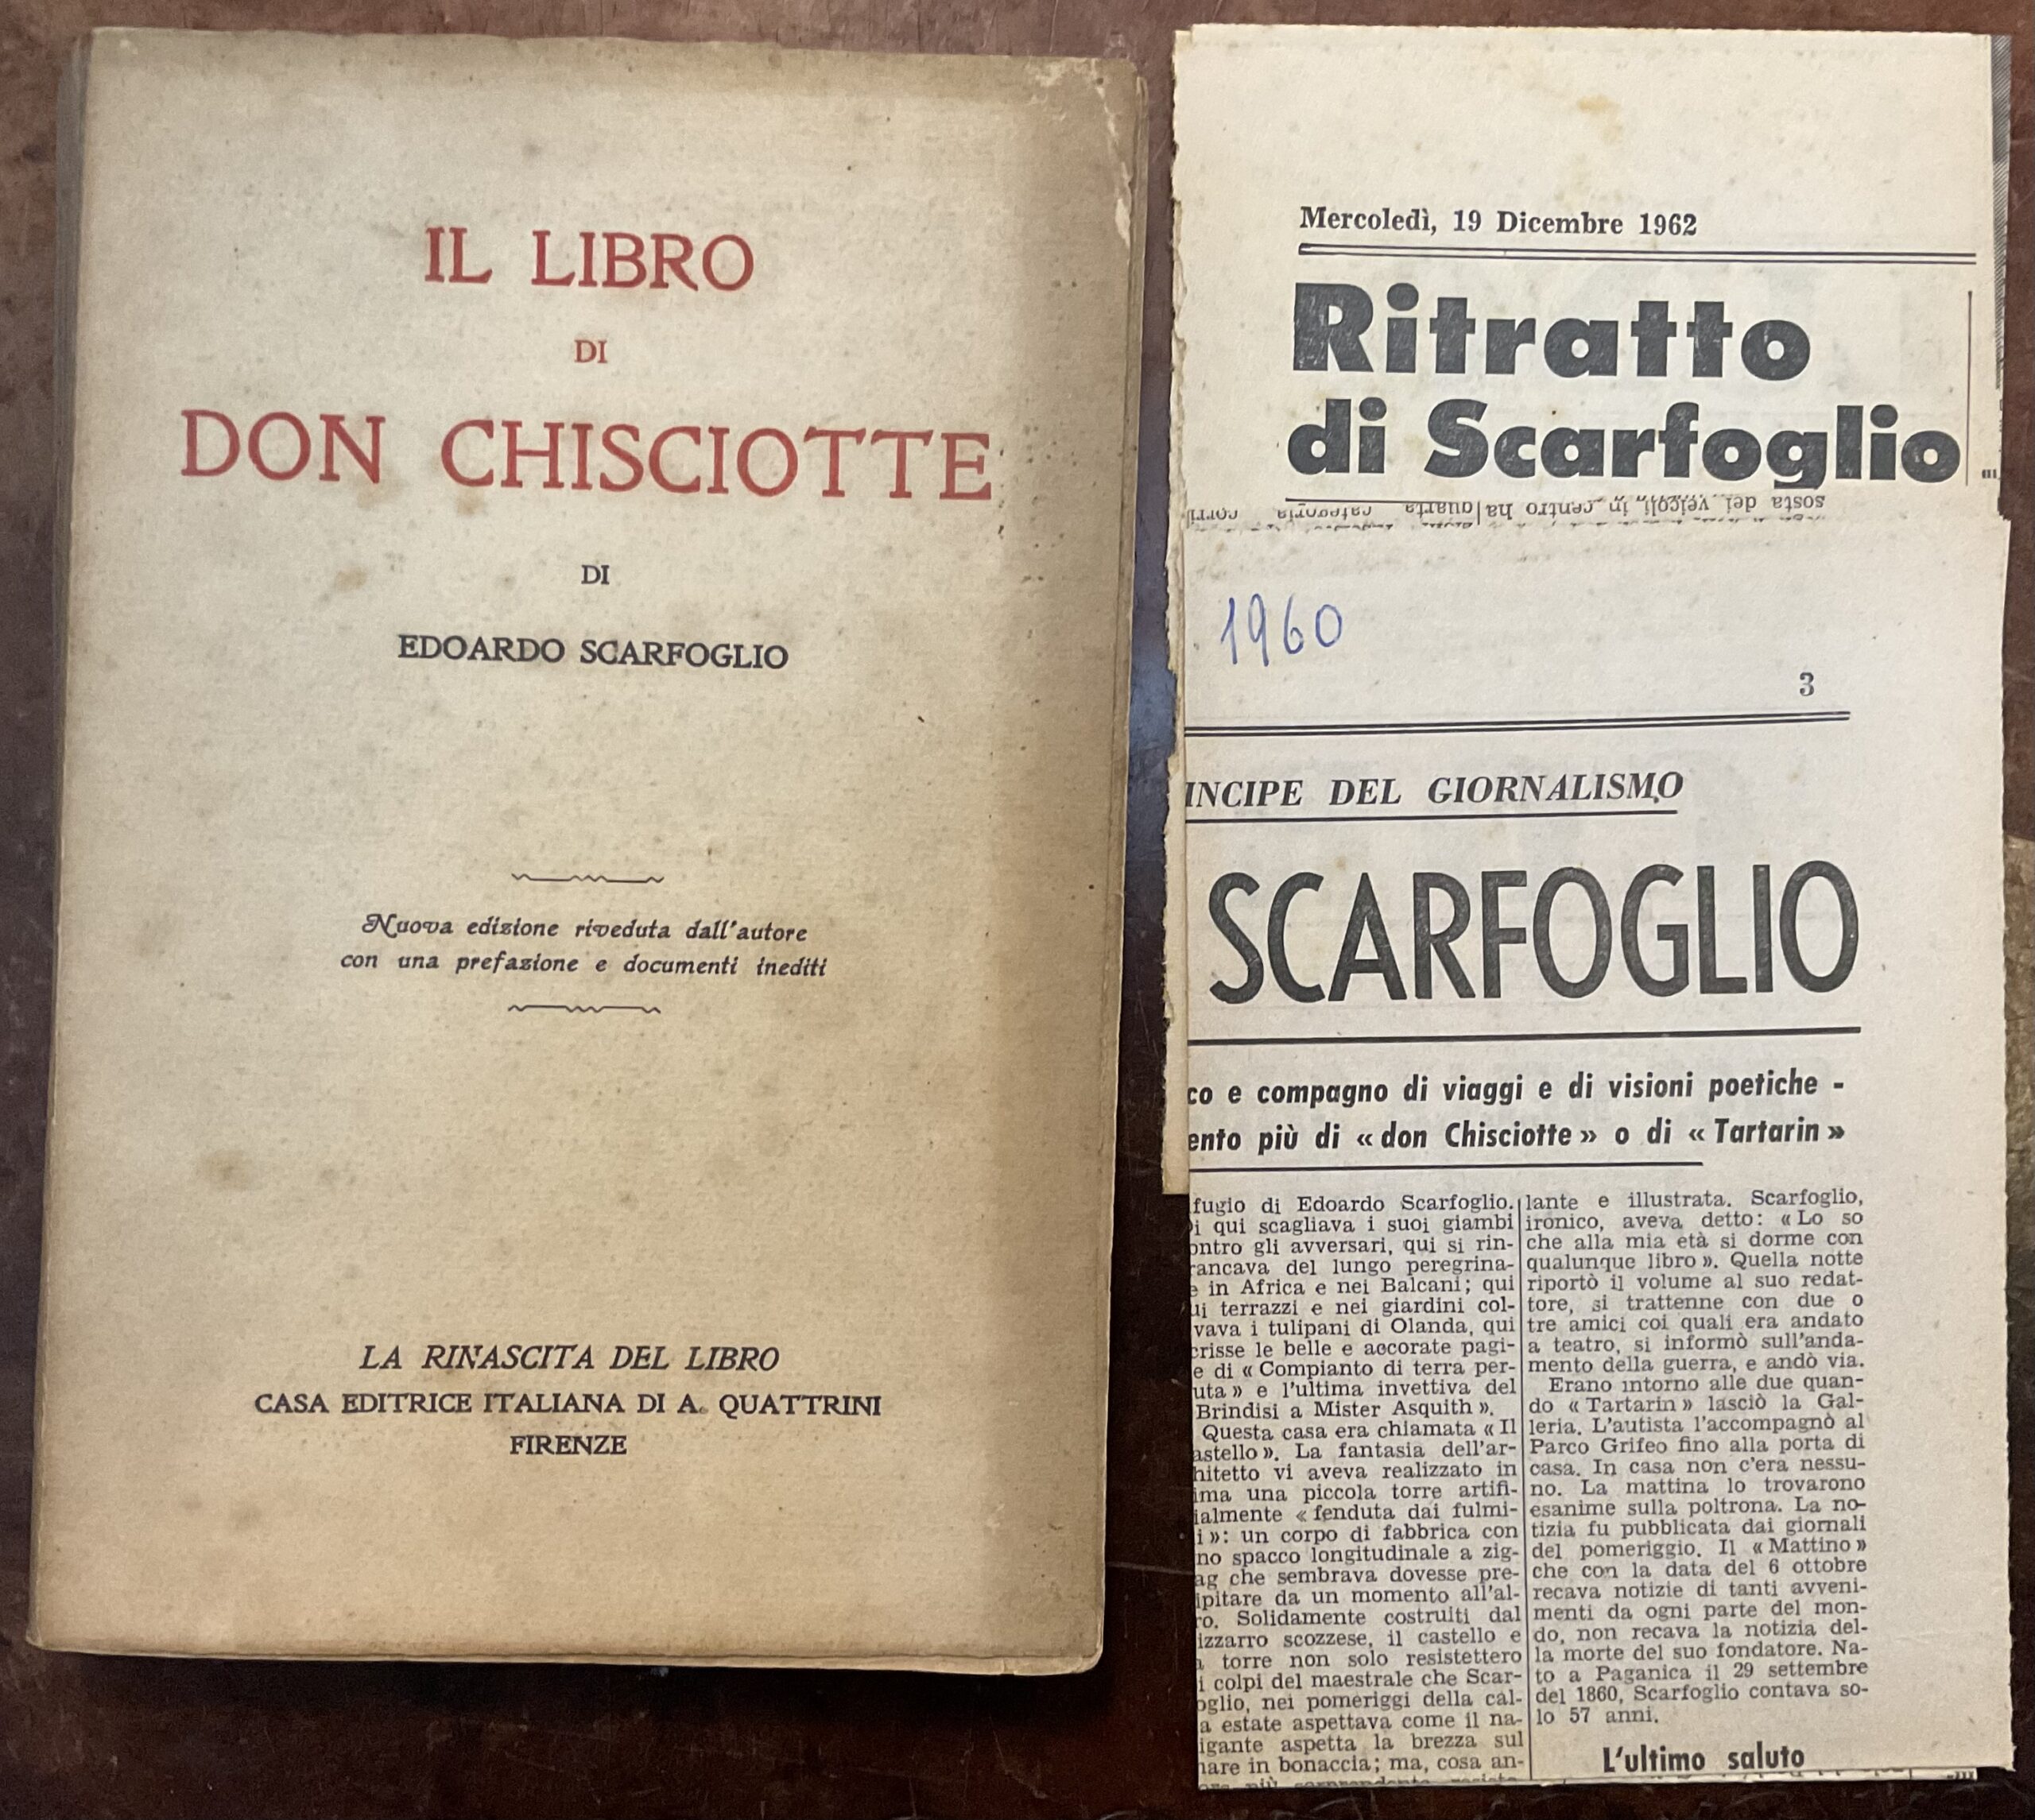 IL LIBRO
DI
DON CHISCIOTTE
DI
EDOARDO SCARFOGLIO
Nuova edizione riveduta dall'autore
con una prefazione e documenti inediti
LA RINASCITA DEL LIBRO
CASA EDITRICE ITALIANA DI A. QUATTRINI
FIRENZE
Mercoledì, 19 Dicembre 1962
Ritratto
di Scarfoglio
sosta dei veicoli in centro ha quarta categoria
1960
3
INCIPE DEL GIORNALISMO
SCARFOGLIO
co e compagno di viaggi e di visioni poetiche -
ento più di « don Chisciotte » o di « Tartarin »
fugio di Edoardo Scarfoglio.
i qui scagliava i suoi giambi
ontro gli avversari, qui si rin-
rancava del lungo peregrina-
e in Africa e nei Balcani; qui
ui terrazzi e nei giardini col-
vava i tulipani di Olanda, qui
crisse le belle e accorate pagi-
e di « Compianto di terra per-
uta » e l'ultima invettiva del
Brindisi a Mister Asquith ».
Questa casa era chiamata « Il
astello ». La fantasia dell'ar-
hitetto vi aveva realizzato in
ima una piccola torre artifi-
ialmente « fenduta dai fulmi-
i »: un corpo di fabbrica con
no spacco longitudinale a zig-
ag che sembrava dovesse pre-
ipitare da un momento all'al-
ro. Solidamente costruiti dal
izzarro scozzese, il castello e
a torre non solo resistettero
i colpi del maestrale che Scar-
oglio, nei pomeriggi della cal-
a estate aspettava come il na-
igante aspetta la brezza sul
mare in bonaccia; ma, cosa an-
lante e illustrata. Scarfoglio,
ironico, aveva detto: « Lo so
che alla mia età si dorme con
qualunque libro ». Quella notte
riportò il volume al suo redat-
tore, si trattenne con due o
tre amici coi quali era andato
a teatro, si informò sull'anda-
mento della guerra, e andò via.
Erano intorno alle due quan-
do « Tartarin » lasciò la Gal-
leria. L'autista l'accompagnò al
Parco Grifeo fino alla porta di
casa. In casa non c'era nessu-
no. La mattina lo trovarono
esanime sulla poltrona. La no-
tizia fu pubblicata dai giornali
del pomeriggio. Il « Mattino »
che con la data del 6 ottobre
recava notizie di tanti avveni-
menti da ogni parte del mon-
do, non recava la notizia del-
la morte del suo fondatore. Na-
to a Paganica il 29 settembre
del 1860, Scarfoglio contava so-
lo 57 anni.
L'ultimo saluto